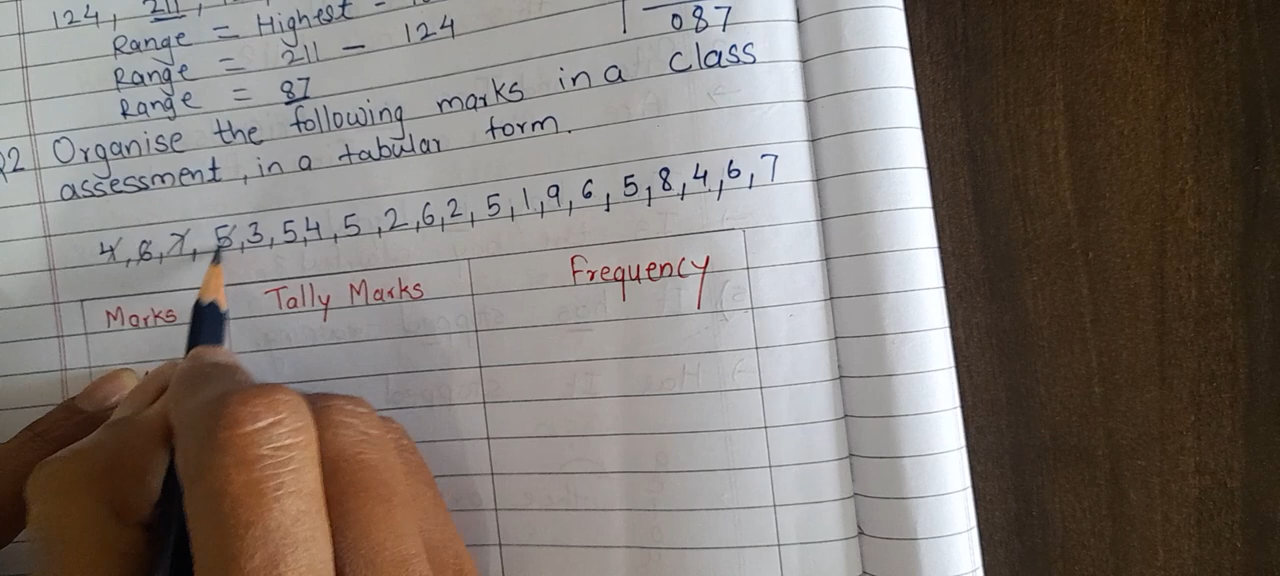 124, 211,
Range = Highest -
Range = 211 - 124
087
Range = 87
Q2 Organise the following marks in a class
assessment, in a tabular form.
4, 6, 7, 5, 3, 5, 4, 5, 2, 6, 2, 5, 1, 9, 6, 5, 8, 4, 6, 7
Marks Tally Marks Frequency